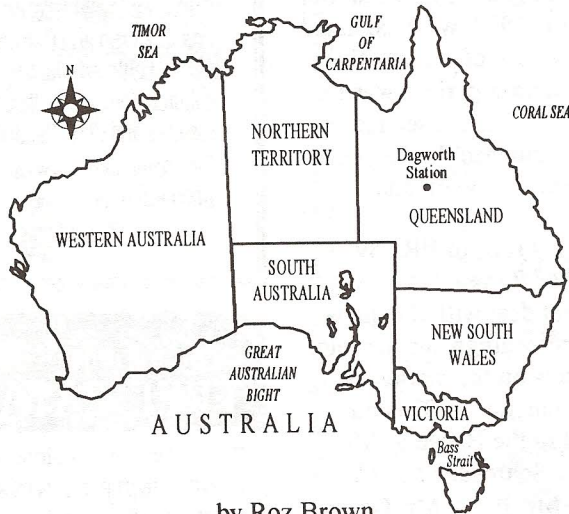 TIMOR
SEA
GULF
OF
CARPENTARIA
N
CORAL SEA
NORTHERN
TERRITORY
Dagworth
Station
QUEENSLAND
WESTERN AUSTRALIA
SOUTH
AUSTRALIA
NEW SOUTH
WALES
GREAT
AUSTRALIAN
BIGHT
VICTORIA
AUSTRALIA
Bass
Strait
by Roz Brown